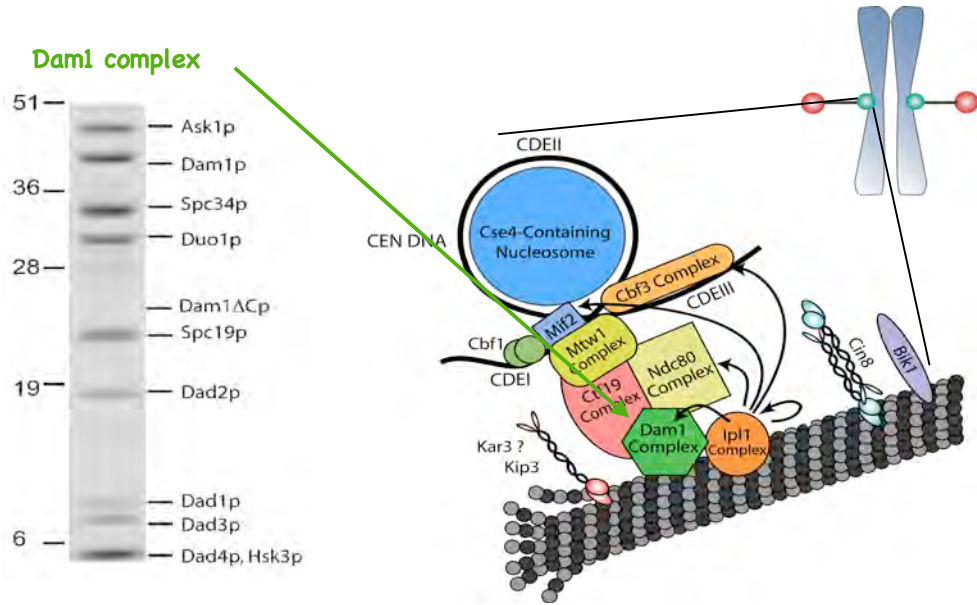 Dam1 complex
51
36
28
19
6
Ask1p
Dam1p
Spc34p
Duo1p
Dam1ΔCp
Spc19p
Dad2p
Dad1p
Dad3p
Dad4p, Hsk3p
CDEII
CEN DNA
Cse4-Containing
Nucleosome
Cbf3 Complex
CDEIII
Mif2
Cbf1
CDEI
Mtw1
Complex
Ndc80
Complex
Complex
Dam1
Complex
Ipl1
Complex
Kar3 ?
Kip3
Cin8
Bik1